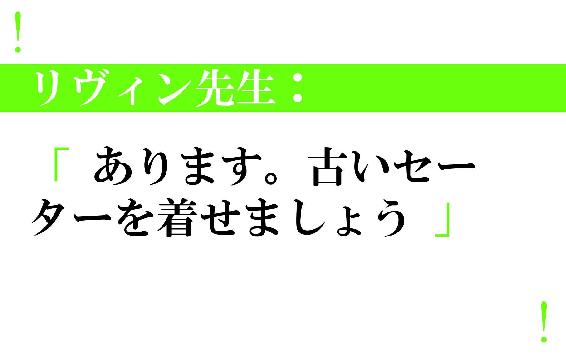 !
リヴィン先生：
「 あります。古いセー
ターを着せましょう 」
!